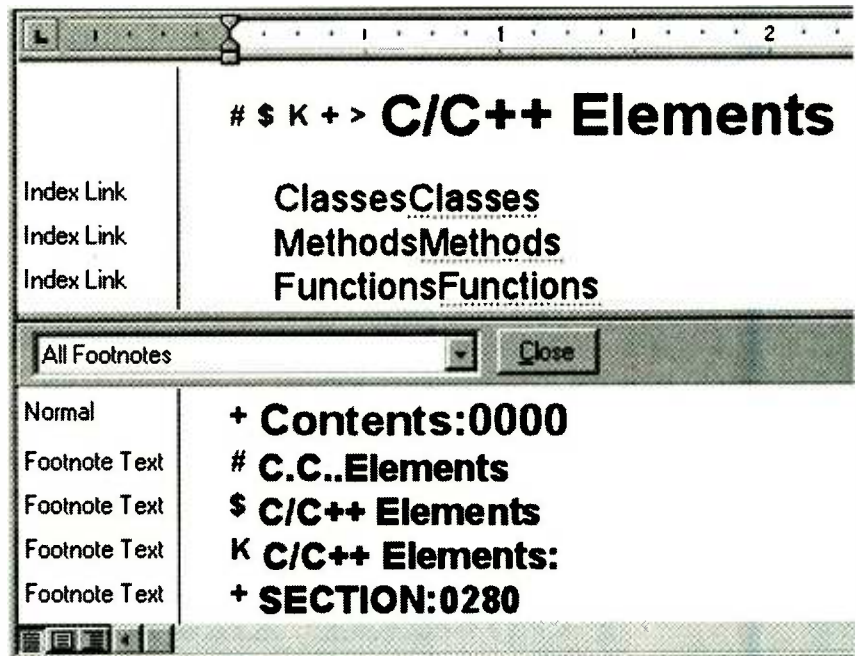 L 1 1 2
# $ K + > C/C++ Elements
Index Link ClassesClasses
Index Link MethodsMethods
Index Link FunctionsFunctions
All Footnotes Close
Normal + Contents:0000
Footnote Text # C.C..Elements
Footnote Text $ C/C++ Elements
Footnote Text K C/C++ Elements:
Footnote Text + SECTION:0280